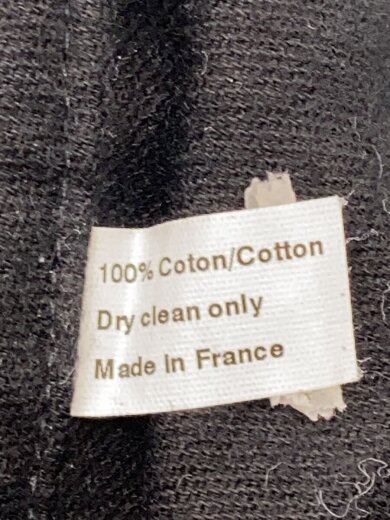 100% Coton/Cotton
Dry clean only
Made In France